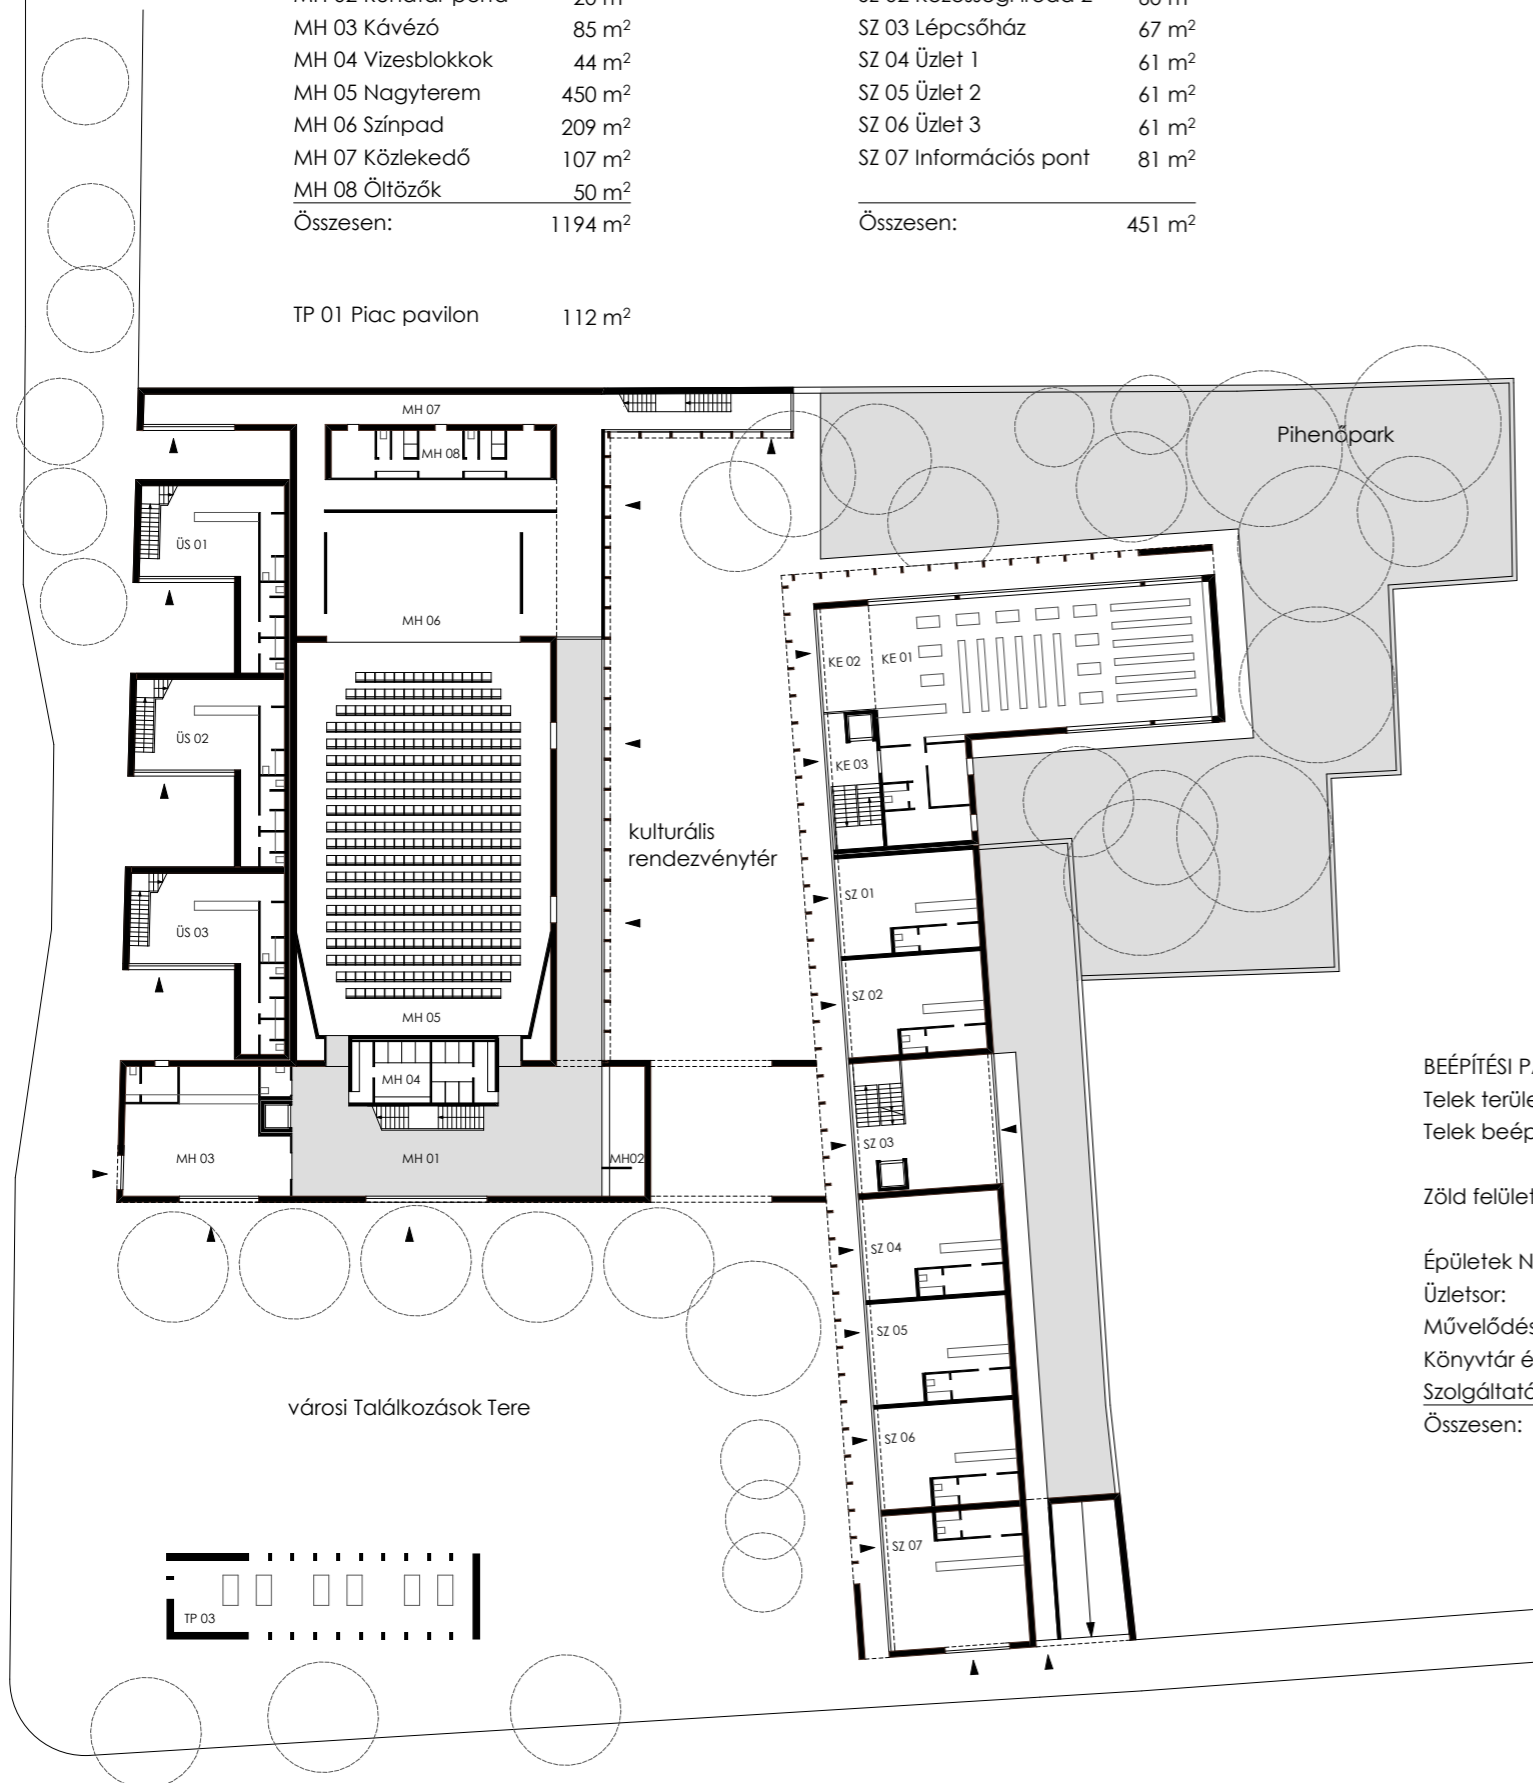 MH 03 Kávézó 85 m²
MH 04 Vizesblokkok 44 m²
MH 05 Nagyterem 450 m²
MH 06 Színpad 209 m²
MH 07 Közlekedő 107 m²
MH 08 Öltözők 50 m²
Összesen: 1194 m²
TP 01 Piac pavilon 112 m²
SZ 03 Lépcsőház 67 m²
SZ 04 Üzlet 1 61 m²
SZ 05 Üzlet 2 61 m²
SZ 06 Üzlet 3 61 m²
SZ 07 Információs pont 81 m²
Összesen: 451 m²
MH 07
Pihenőpark
MH 08
ÜS 01
MH 06
KE 02
KE 01
ÜS 02
KE 03
kulturális
rendezvénytér
SZ 01
ÜS 03
SZ 02
MH 05
MH 04
SZ 03
MH 03
MH 01
MH02
SZ 04
SZ 05
SZ 06
SZ 07
városi Találkozások Tere
TP 03
BEÉPÍTÉSI
Telek
Telek
Zöld
Épületek
Üzletsor:
Könyvtár
Összesen: